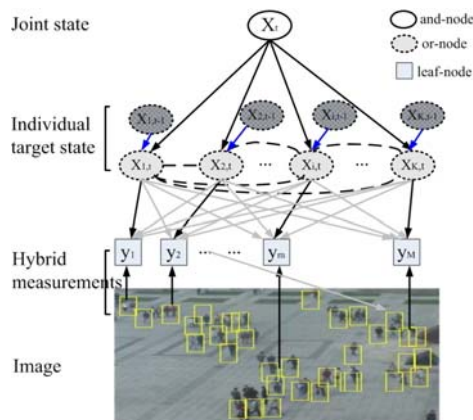 Joint state
X_t
and-node
or-node
leaf-node
X_{1,t-1} X_{2,t-1} X_{i,t-1} X_{K,t-1}
Individual
target state
X_{1,t} X_{2,t} ... X_{i,t} ... X_{K,t}
Hybrid
measurements
y_1 y_2 ... ... y_m y_M
Image